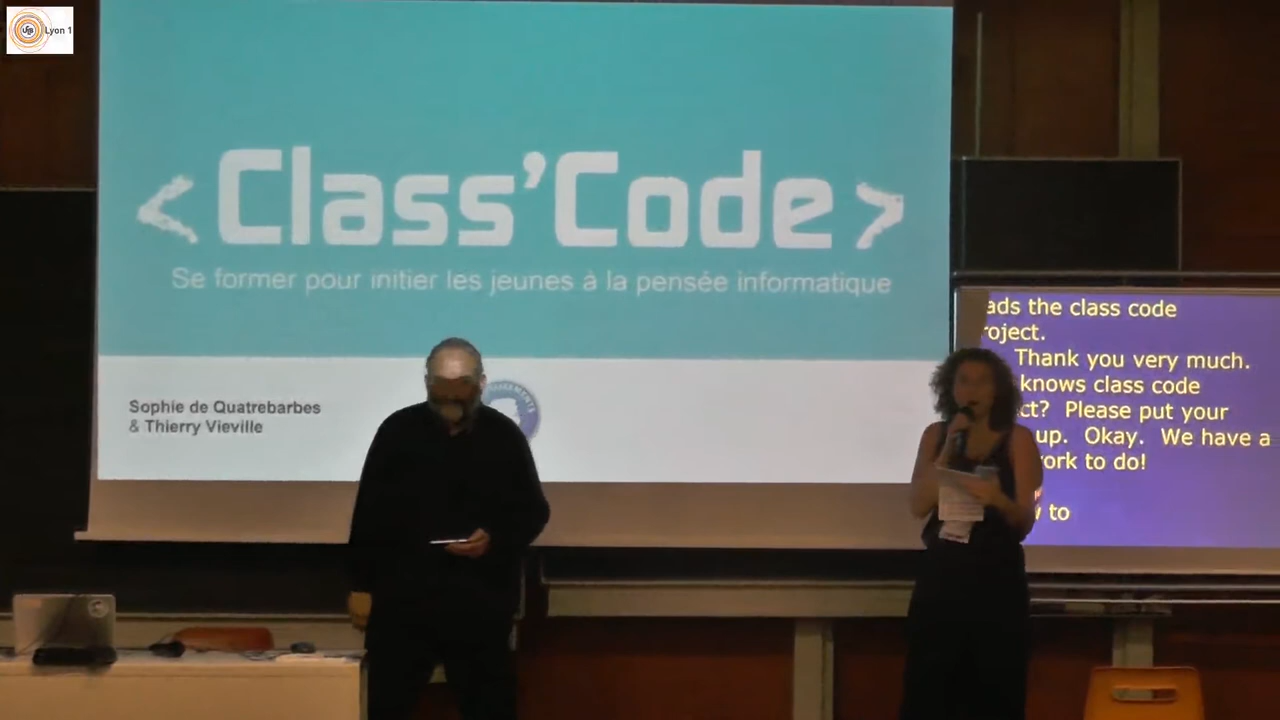 Lyon 1
<Class'Code>
Se former pour initier les jeunes à la pensée informatique
Sophie de Quatrebarbes
& Thierry Vieville
ads the class code
roject.
Thank you very much.
knows class code
ct? Please put your
up. Okay. We have a
ork to do!
to